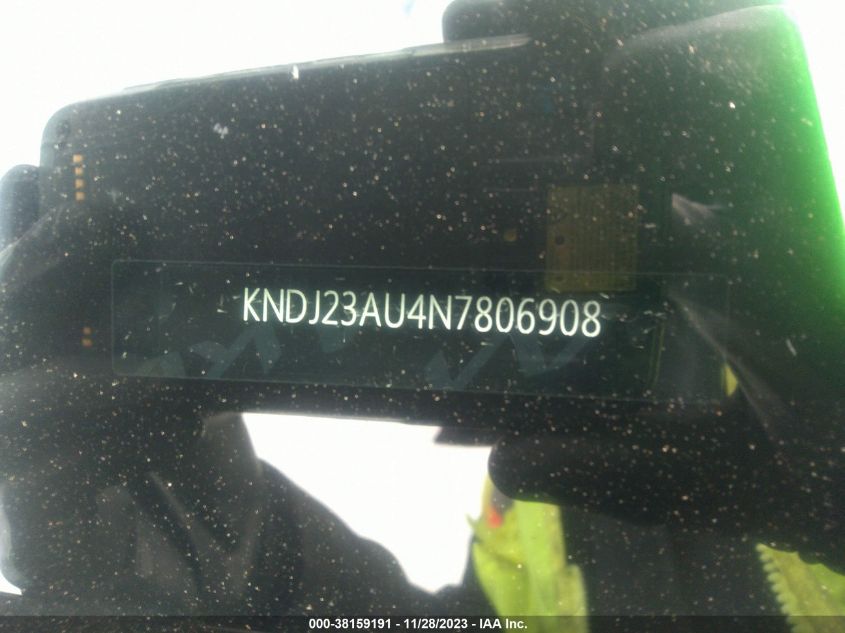 KNDJ23AU4N7806908
000-38159191 - 11/28/2023 - IAA Inc.